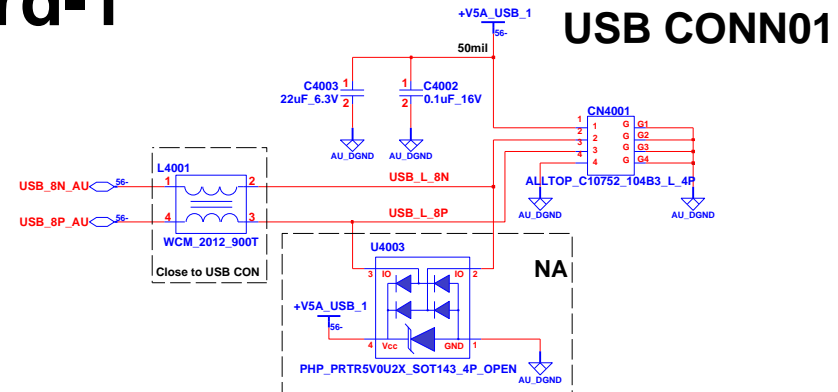 rd-1
USB CONN01
+V5A_USB_1
56-
50mil
C4003
1
2
22uF_6.3V
C4002
1
2
0.1uF_16V
AU_DGND
AU_DGND
CN4001
1
2
3
4
1
2
3
4
G
G
G
G
G1
G2
G3
G4
ALLTOP_C10752_104B3_L_4P
AU_DGND
AU_DGND
L4001
USB_8N_AU
56-
1
2
USB_L_8N
USB_8P_AU
56-
4
3
USB_L_8P
WCM_2012_900T
Close to USB CON
U4003
NA
3
IO
IO
2
+V5A_USB_1
56-
4
Vcc
GND
1
PHP_PRTR5V0U2X_SOT143_4P_OPEN
AU_DGND